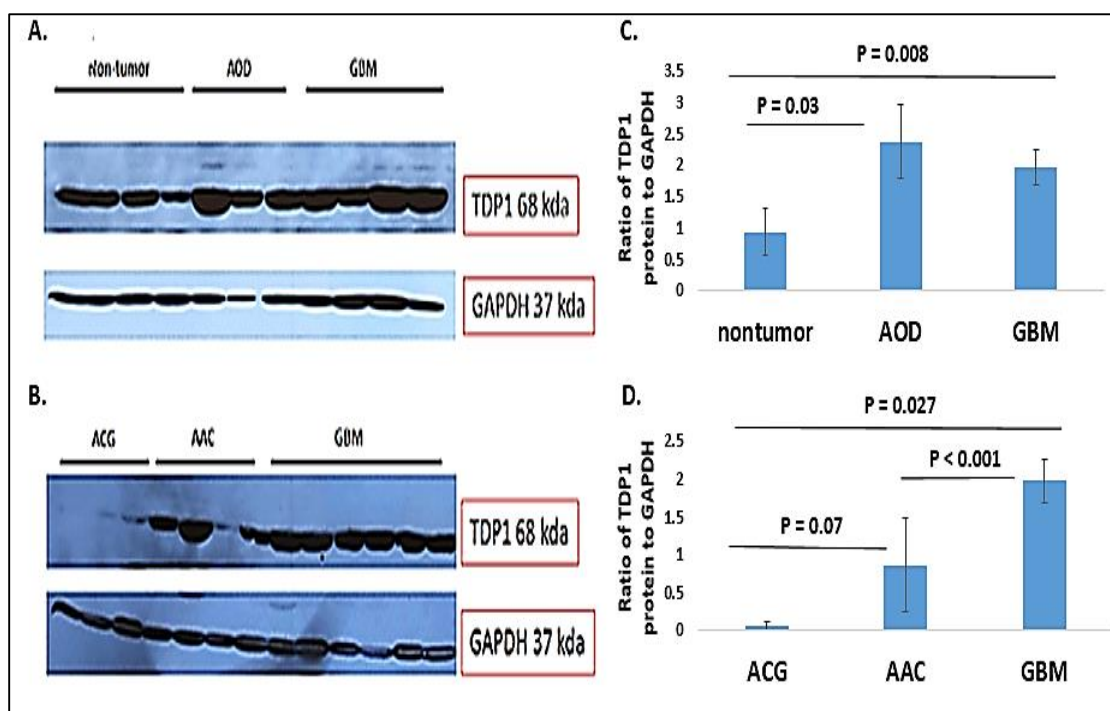 A.
Non-tumor AOD GBM
TDP1 68 kda
GAPDH 37 kda
B.
ACG AAC GBM
TDP1 68 kda
GAPDH 37 kda
C.
P = 0.008
P = 0.03
Ratio of TDP1
protein to GAPDH
3.5
3
2.5
2
1.5
1
0.5
0
nontumor AOD GBM
D.
P = 0.027
P < 0.001
P = 0.07
Ratio of TDP1
protein to GAPDH
2.5
2
1.5
1
0.5
0
ACG AAC GBM